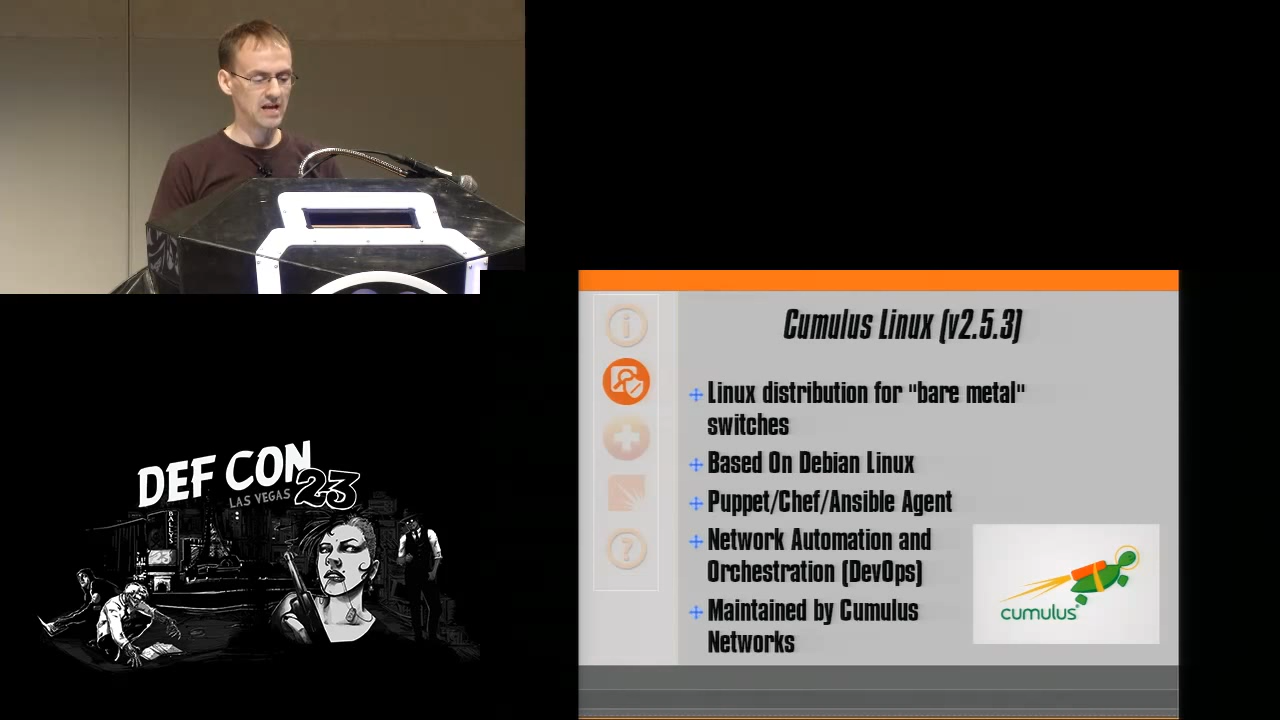 DEF CON
LAS VEGAS 23
BALLY'S
Cumulus Linux (v2.5.3)
Linux distribution for "bare metal"
switches
Based On Debian Linux
Puppet/Chef/Ansible Agent
Network Automation and
Orchestration (DevOps)
Maintained by Cumulus
Networks
cumulus